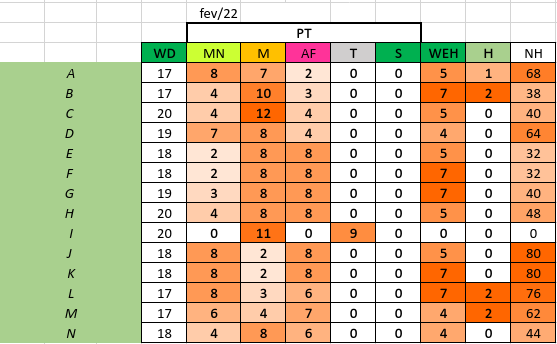 fev/22
PT
WD MN M AF T S WEH H NH
A 17 8 7 2 0 0 5 1 68
B 17 4 10 3 0 0 7 2 38
C 20 4 12 4 0 0 5 0 40
D 19 7 8 4 0 0 4 0 64
E 18 2 8 8 0 0 5 0 32
F 18 2 8 8 0 0 7 0 32
G 19 3 8 8 0 0 7 0 40
H 20 4 8 8 0 0 5 0 48
I 20 0 11 0 9 0 0 0 0
J 18 8 2 8 0 0 5 0 80
K 18 8 2 8 0 0 7 0 80
L 17 8 3 6 0 0 7 2 76
M 17 6 4 7 0 0 4 2 62
N 18 4 8 6 0 0 4 0 44